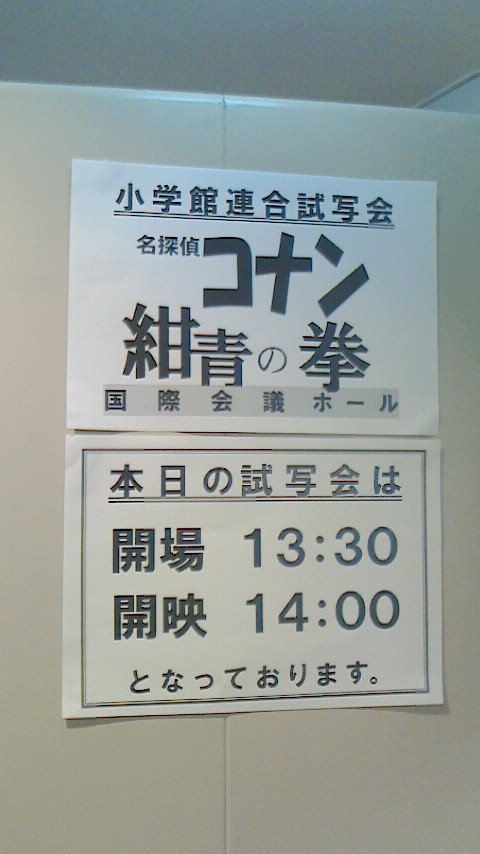 小学館連合試写会
名探偵コナン
紺青の拳
国際会議ホール
本日の試写会は
開場 13:30
開映 14:00
となっております。